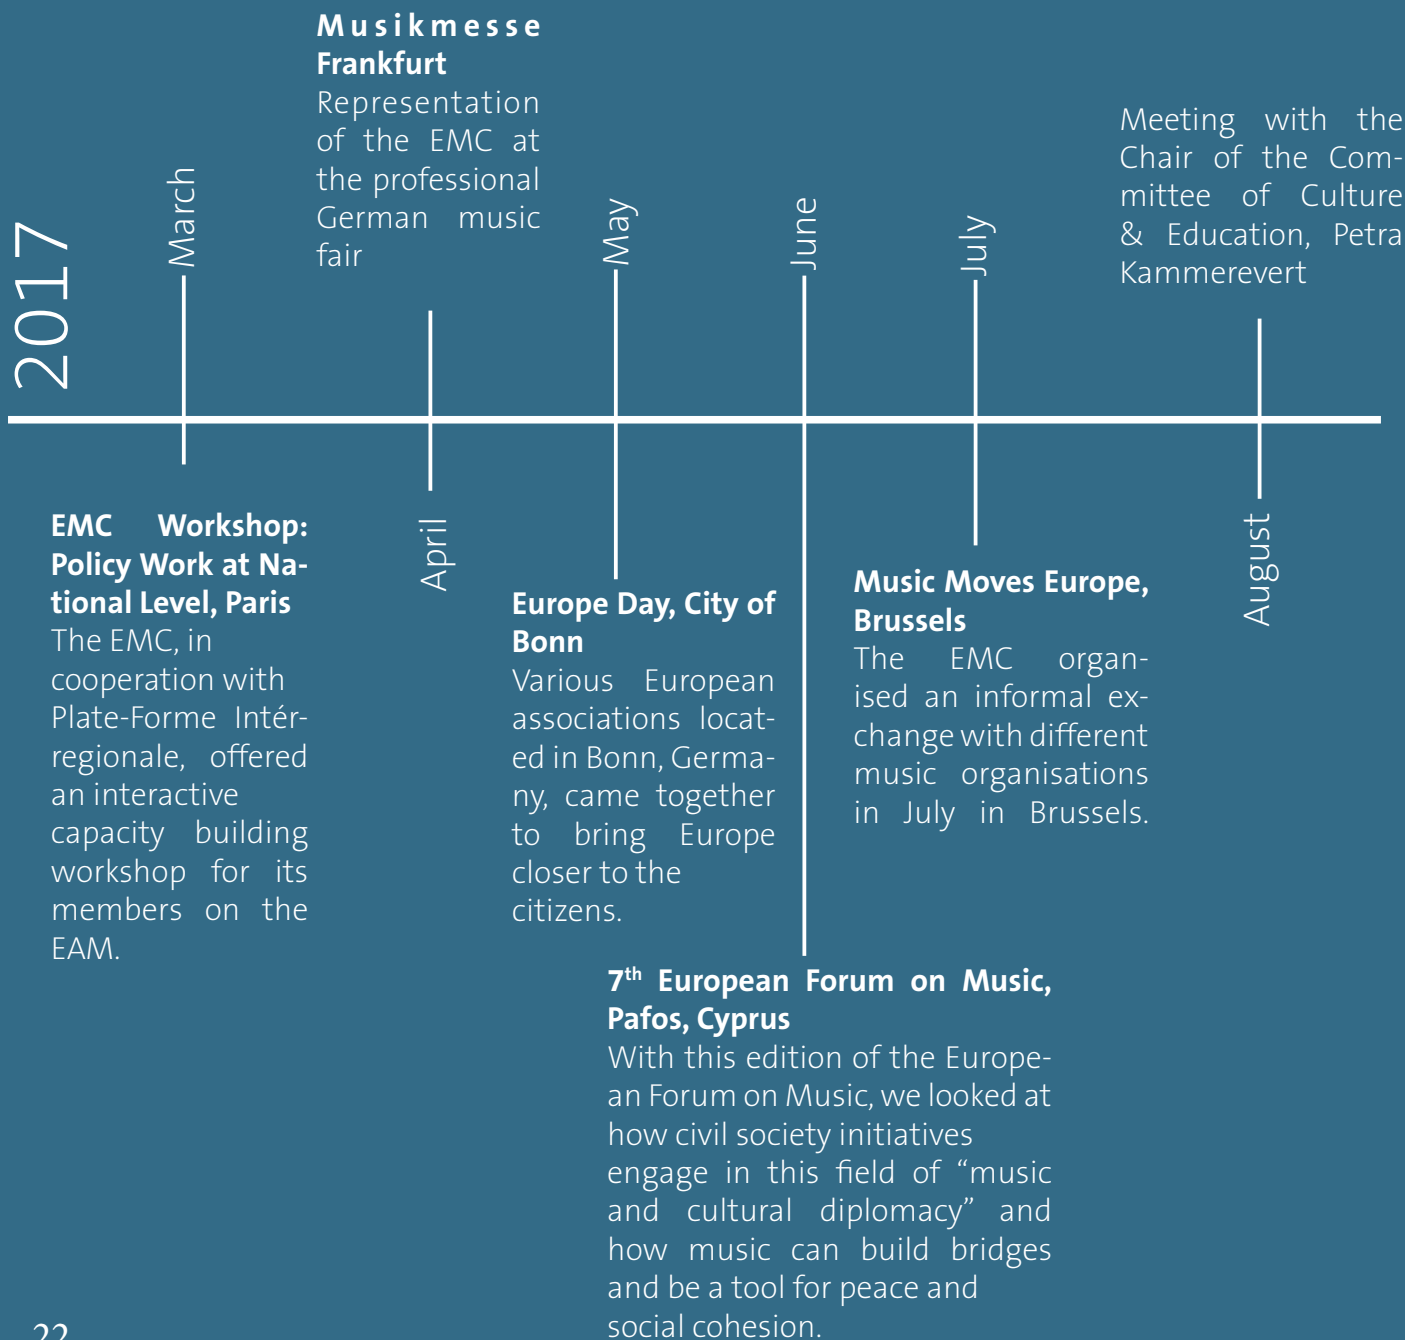 2017
March
EMC Workshop:
Policy Work at Na-
tional Level, Paris
The EMC, in
cooperation with
Plate-Forme Intér-
regionale, offered
an interactive
capacity building
workshop for its
members on the
EAM.
Musikmesse
Frankfurt
Representation
of the EMC at
the professional
German music
fair
April
May
Europe Day, City of
Bonn
Various European
associations locat-
ed in Bonn, Germa-
ny, came together
to bring Europe
closer to the
citizens.
June
7th European Forum on Music,
Pafos, Cyprus
With this edition of the Europe-
an Forum on Music, we looked at
how civil society initiatives
engage in this field of “music
and cultural diplomacy” and
how music can build bridges
and be a tool for peace and
social cohesion.
July
Music Moves Europe,
Brussels
The EMC organ-
ised an informal ex-
change with different
music organisations
in July in Brussels.
Meeting with the
Chair of the Com-
mittee of Culture
& Education, Petra
Kammerevert
August
22